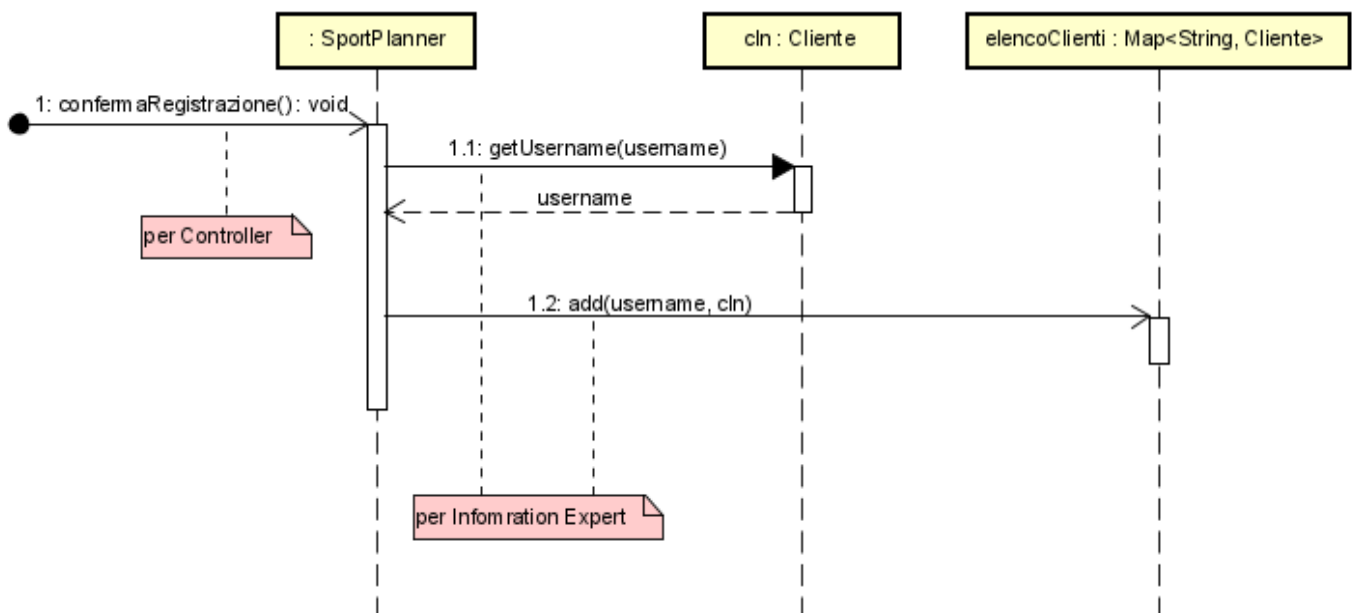 : SportPlanner
cln : Cliente
elencoClienti : Map<String, Cliente>
1: confermaRegistrazione(): void
1.1: getUsername(username)
username
per Controller
1.2: add(username, cln)
per Infomration Expert